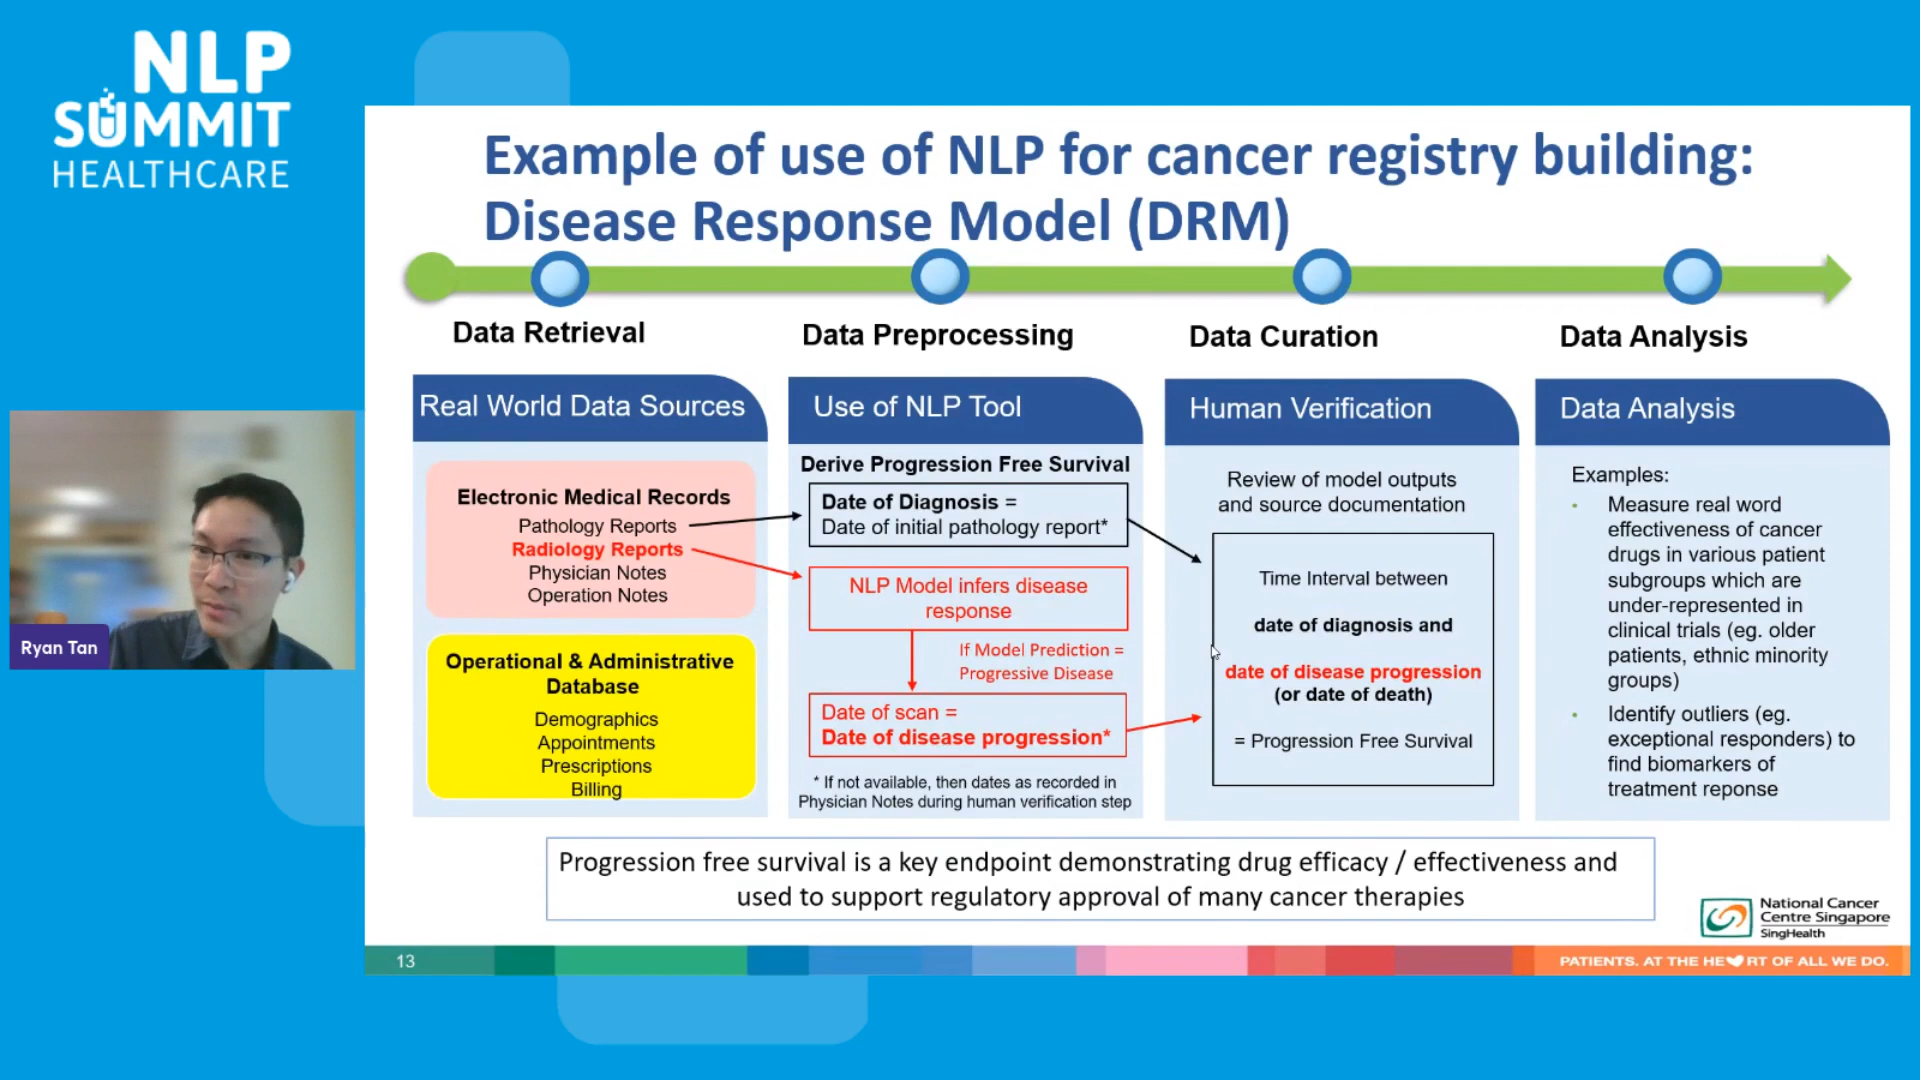 NLP
SUMMIT
HEALTHCARE
Example of use of NLP for cancer registry building:
Disease Response Model (DRM)
Data Retrieval
Data Preprocessing
Data Curation
Data Analysis
Real World Data Sources
Electronic Medical Records
Pathology Reports
Radiology Reports
Physician Notes
Operation Notes
Operational & Administrative
Database
Demographics
Appointments
Prescriptions
Billing
Use of NLP Tool
Derive Progression Free Survival
Date of Diagnosis =
Date of initial pathology report*
NLP Model infers disease
response
If Model Prediction =
Progressive Disease
Date of scan =
Date of disease progression*
* If not available, then dates as recorded in
Physician Notes during human verification step
Human Verification
Review of model outputs
and source documentation
Time Interval between
date of diagnosis and
date of disease progression
(or date of death)
= Progression Free Survival
Data Analysis
Examples:
• Measure real word
effectiveness of cancer
drugs in various patient
subgroups which are
under-represented in
clinical trials (eg. older
patients, ethnic minority
groups)
• Identify outliers (eg.
exceptional responders) to
find biomarkers of
treatment reponse
Ryan Tan
Progression free survival is a key endpoint demonstrating drug efficacy / effectiveness and
used to support regulatory approval of many cancer therapies
National Cancer
Centre Singapore
SingHealth
13
PATIENTS. AT THE HE❤RT OF ALL WE DO.